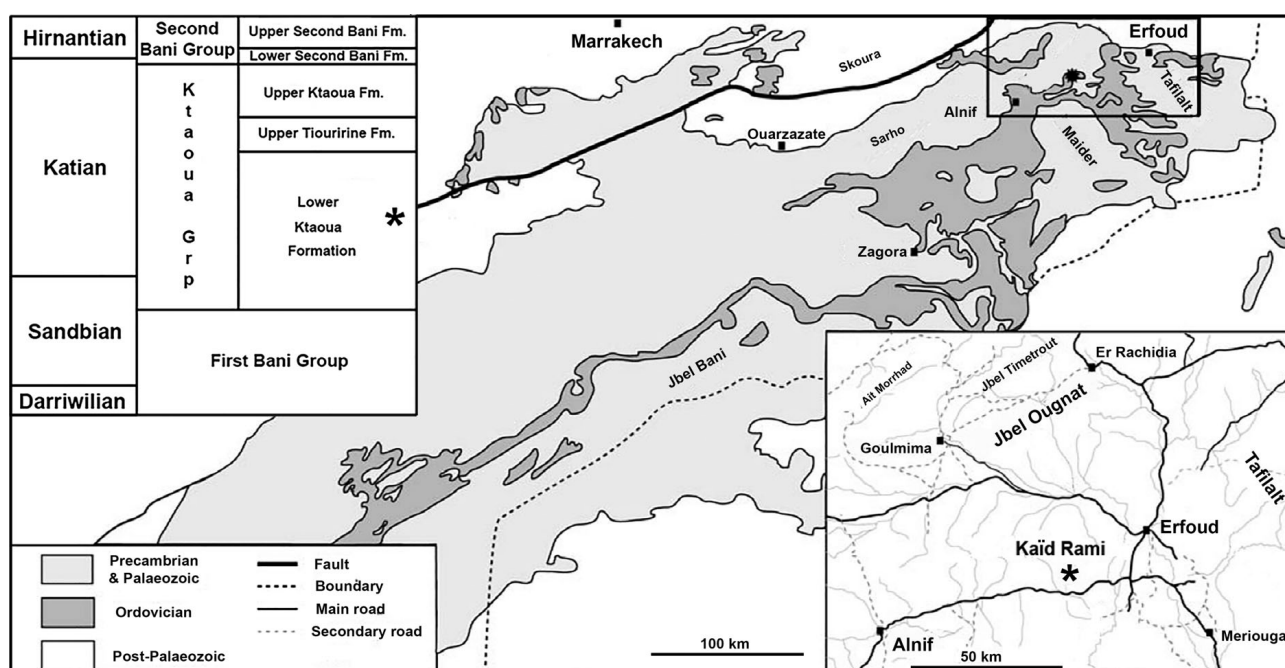 Hirnantian
Second
Bani Group
Upper Second Bani Fm.
Lower Second Bani Fm.
Katian
K
t
a
o
u
a
G
r
p
Upper Ktaoua Fm.
Upper Tiouririne Fm.
Lower
Ktaoua
Formation
*
Sandbian
First Bani Group
Darriwilian
Marrakech
Skoura
Erfoud
Tafilalt
Alnif
Ouarzazate
Sarho
Maider
Zagora
Jbel Bani
Precambrian
& Palaeozoic
Ordovician
Post-Palaeozoic
Fault
Boundary
Main road
Secondary road
100 km
Er Rachidia
Aït Morrhad
Jbel Timetrout
Jbel Ougnat
Goulmima
Tafilalt
Erfoud
Kaïd Rami
*
Alnif
Meriouga
50 km